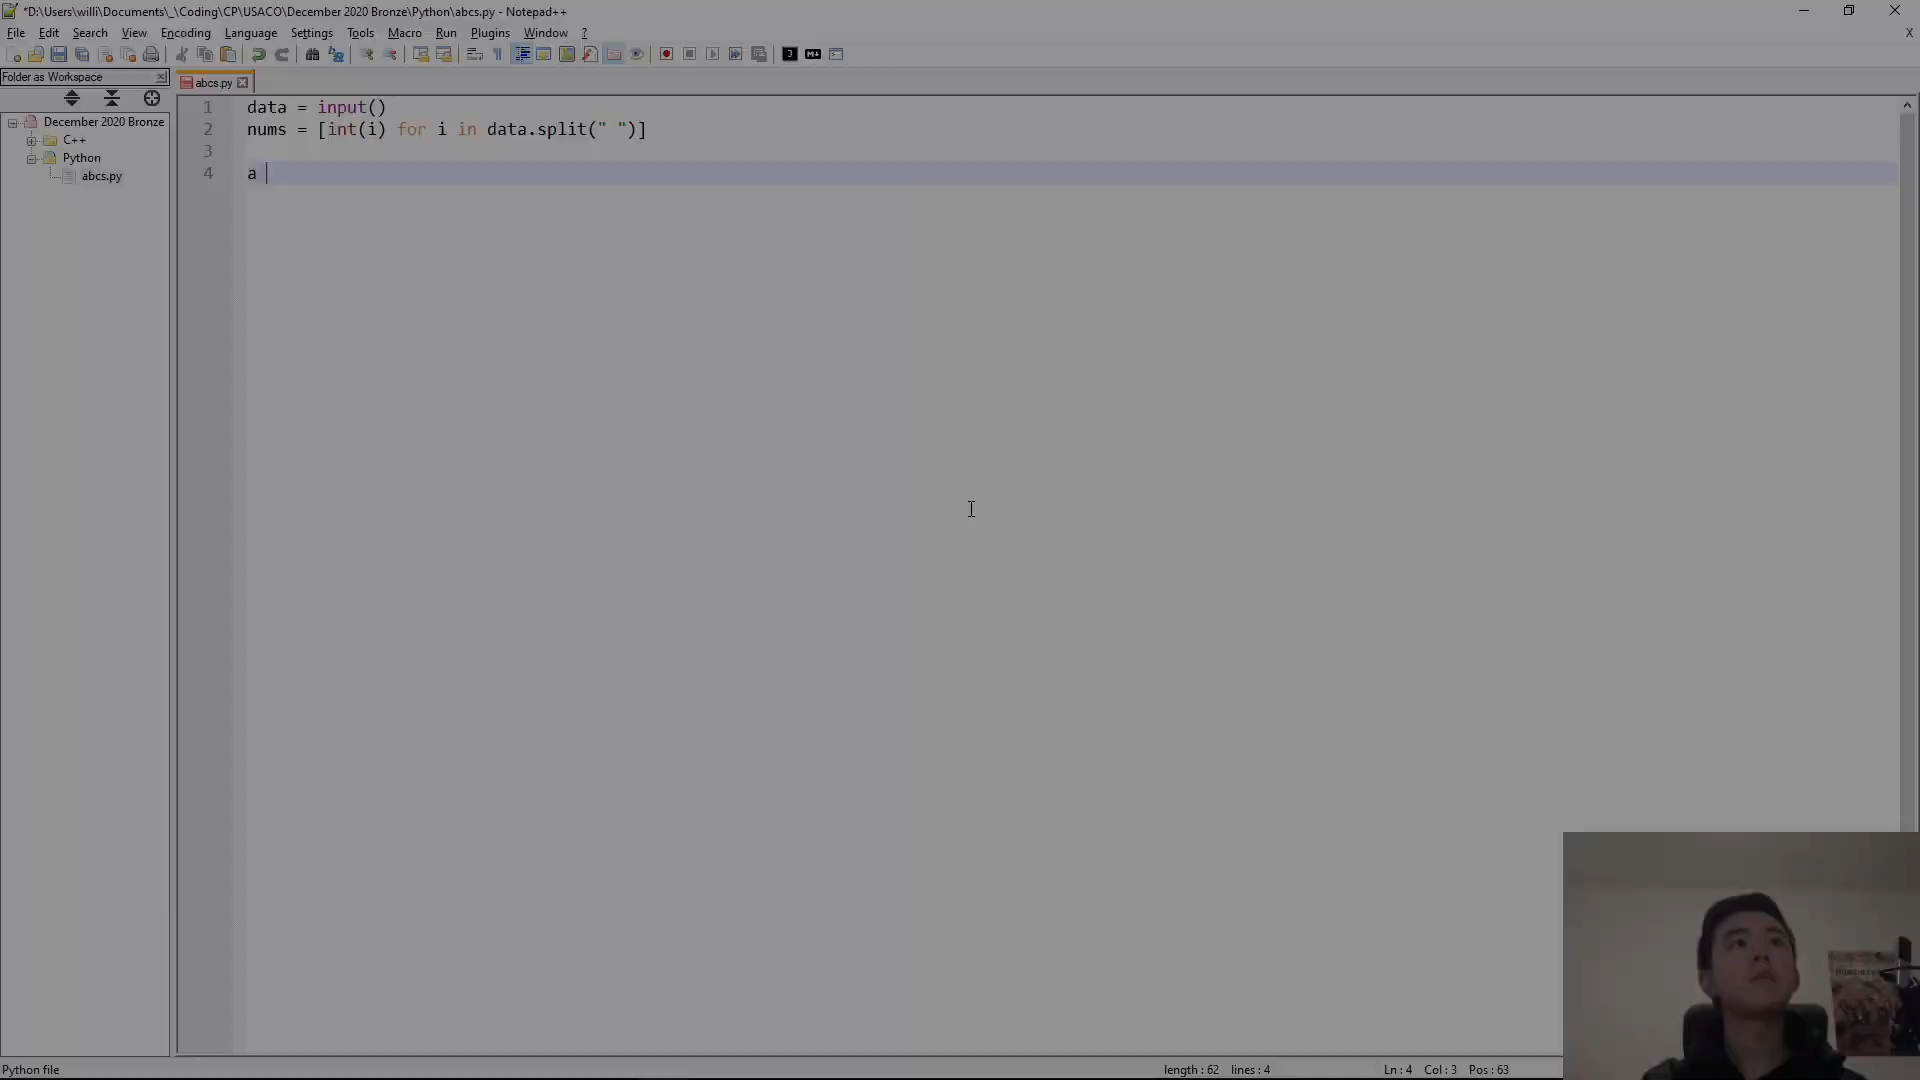 *D:\Users\willi\Documents\_\Coding\CP\USACO\December 2020 Bronze\Python\abcs.py - Notepad++
File Edit Search View Encoding Language Settings Tools Macro Run Plugins Window ? X
Folder as Workspace
abcs.py
December 2020 Bronze
C++
Python
abcs.py
1 data = input()
2 nums = [int(i) for i in data.split(" ")]
3
4 a
Python file length : 62 lines : 4 Ln : 4 Col : 3 Pos : 63